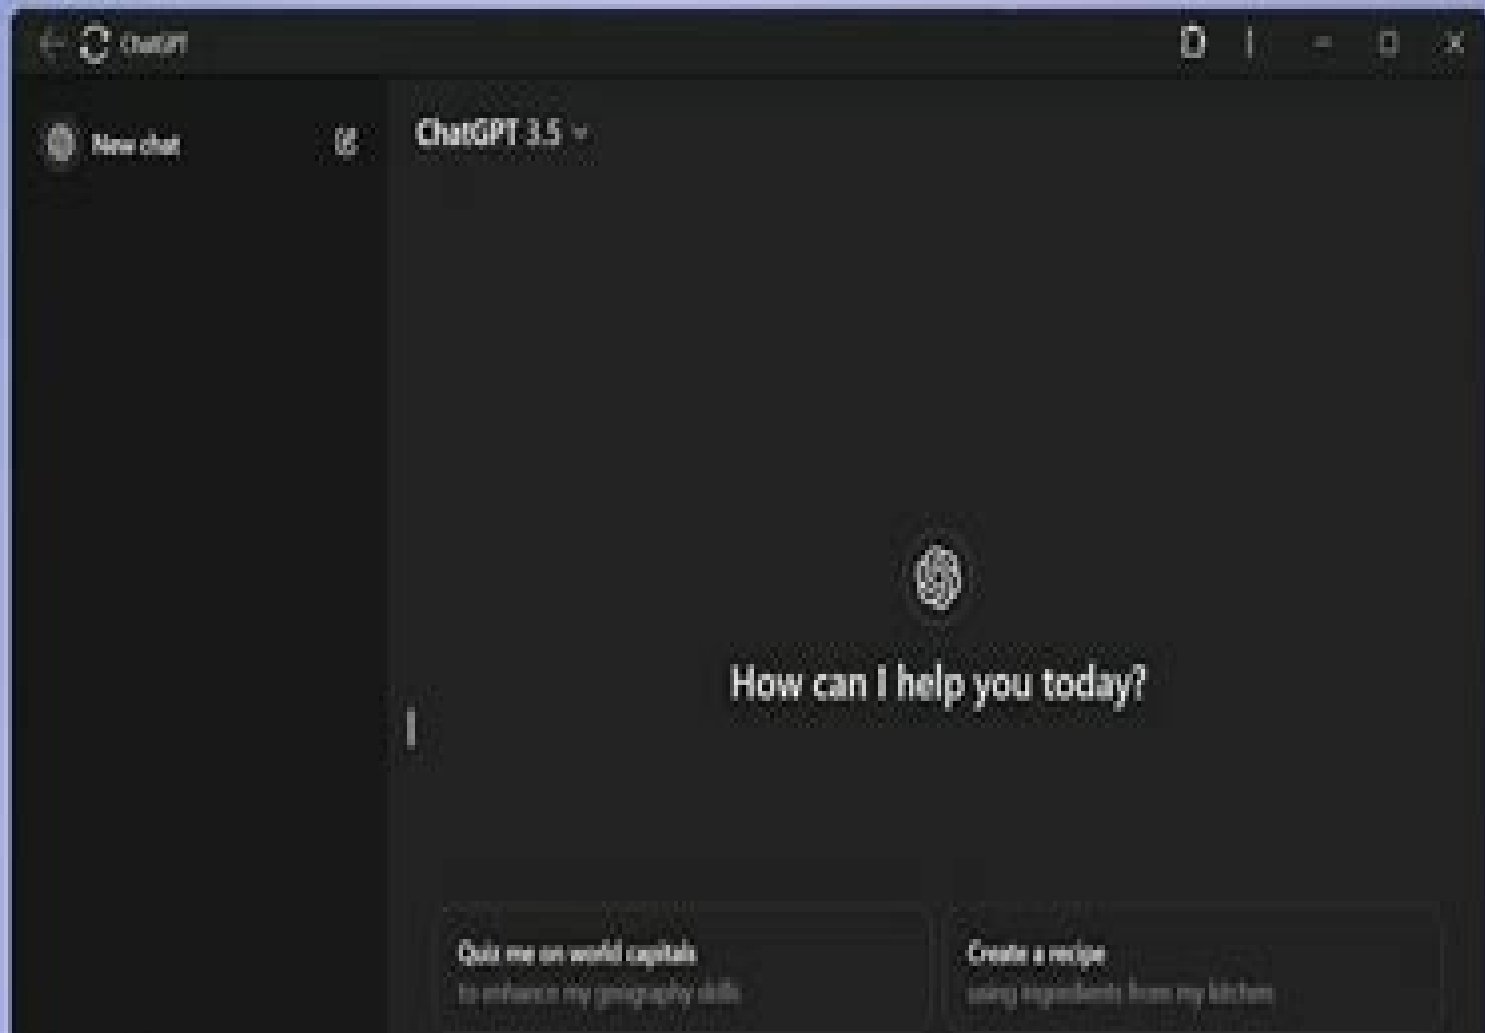 ChatGPT
New chat
ChatGPT 3.5
How can I help you today?
Quiz me on world capitals
to enhance my geography skills
Create a recipe
using ingredients from my kitchen